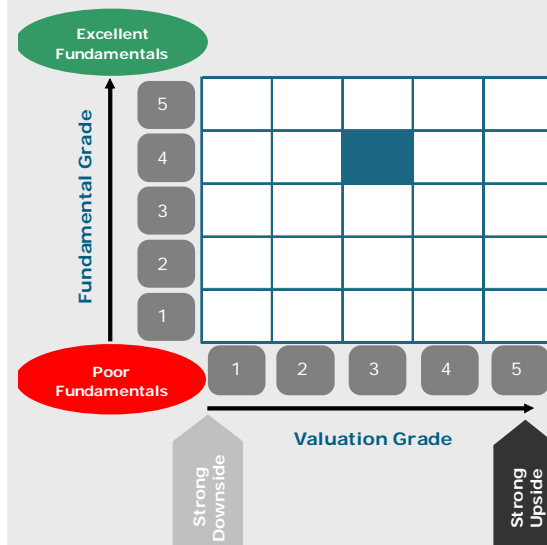 Excellent
Fundamentals
Fundamental Grade
5
4
3
2
1
Poor
Fundamentals
1 2 3 4 5
Valuation Grade
Strong
Downside
Strong
Upside